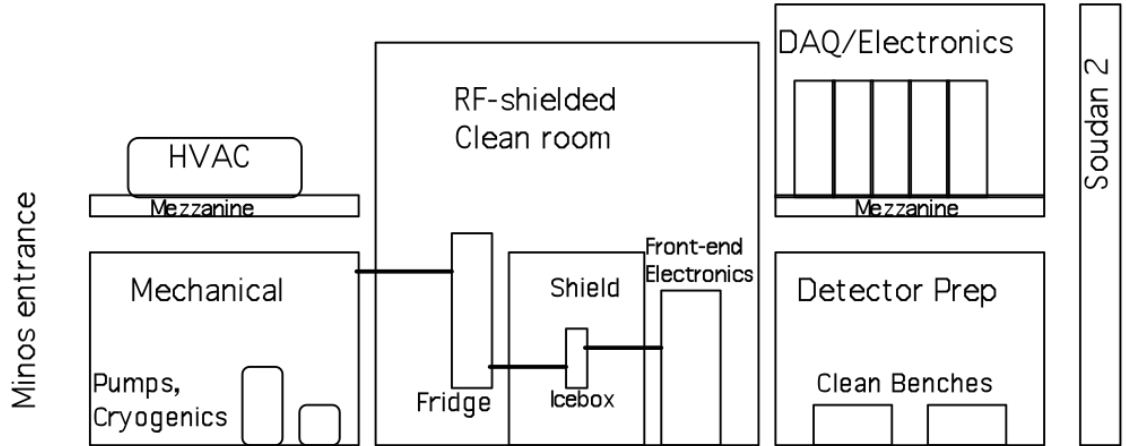 DAQ/Electronics
RF-shielded
Clean room
HVAC
Mezzanine
Mezzanine
Soudan 2
Minos entrance
Mechanical
Front-end
Electronics
Shield
Detector Prep
Pumps,
Cryogenics
Fridge
Icebox
Clean Benches